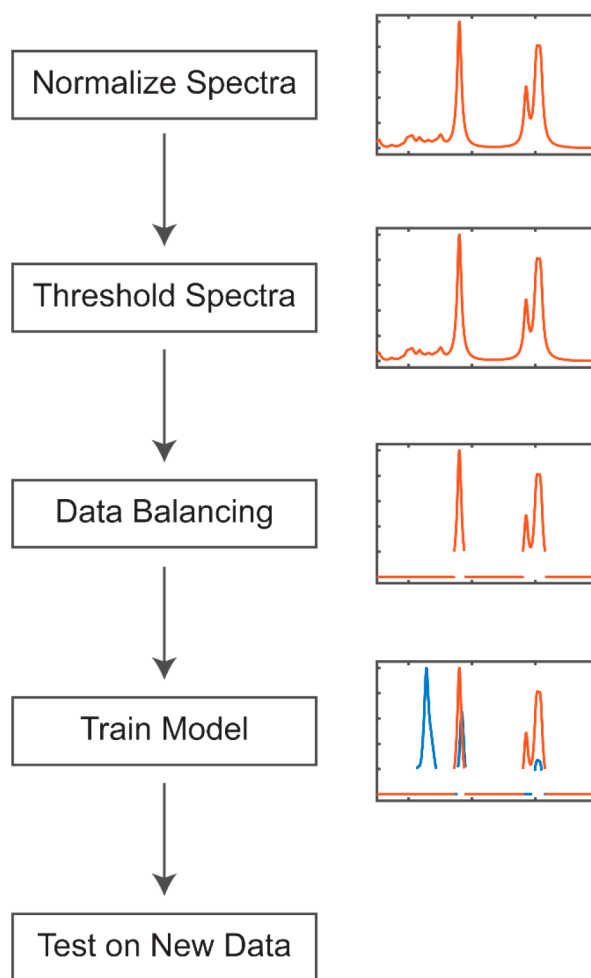 Normalize Spectra
Threshold Spectra
Data Balancing
Train Model
Test on New Data